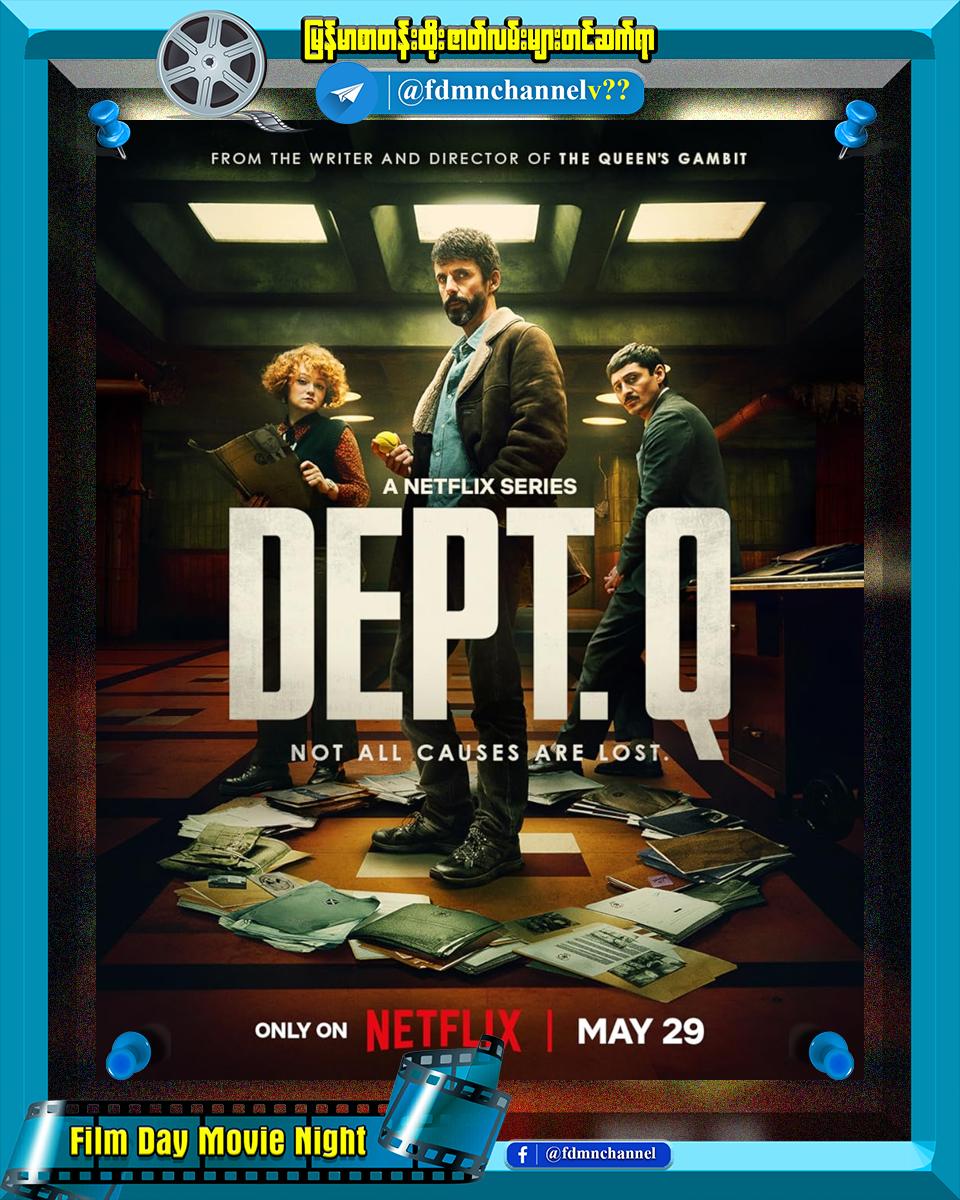 မြန်မာစာတန်းထိုးဇာတ်လမ်းများတင်ဆက်ရာ
@fdmnchannelv??
FROM THE WRITER AND DIRECTOR OF THE QUEEN'S GAMBIT
A NETFLIX SERIES
DEPT. Q
NOT ALL CAUSES ARE LOST.
ONLY ON NETFLIX | MAY 29
Film Day Movie Night
@fdmnchannel